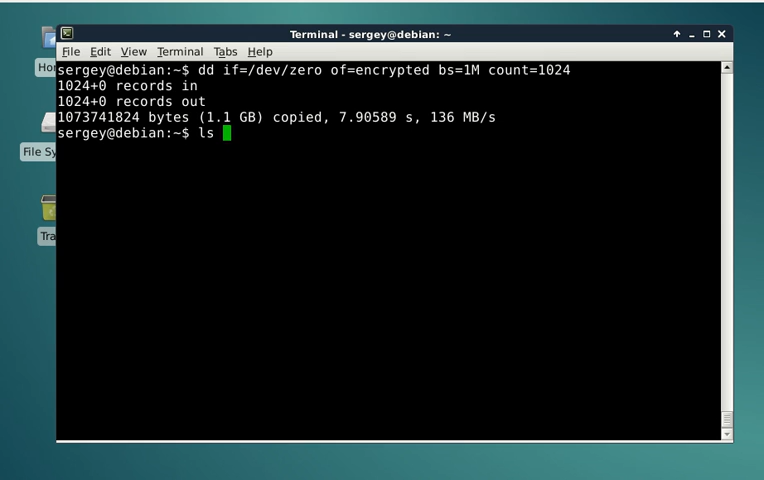 Terminal - sergey@debian: ~
File Edit View Terminal Tabs Help
sergey@debian:~$ dd if=/dev/zero of=encrypted bs=1M count=1024
1024+0 records in
1024+0 records out
1073741824 bytes (1.1 GB) copied, 7.90589 s, 136 MB/s
sergey@debian:~$ ls
File Sy